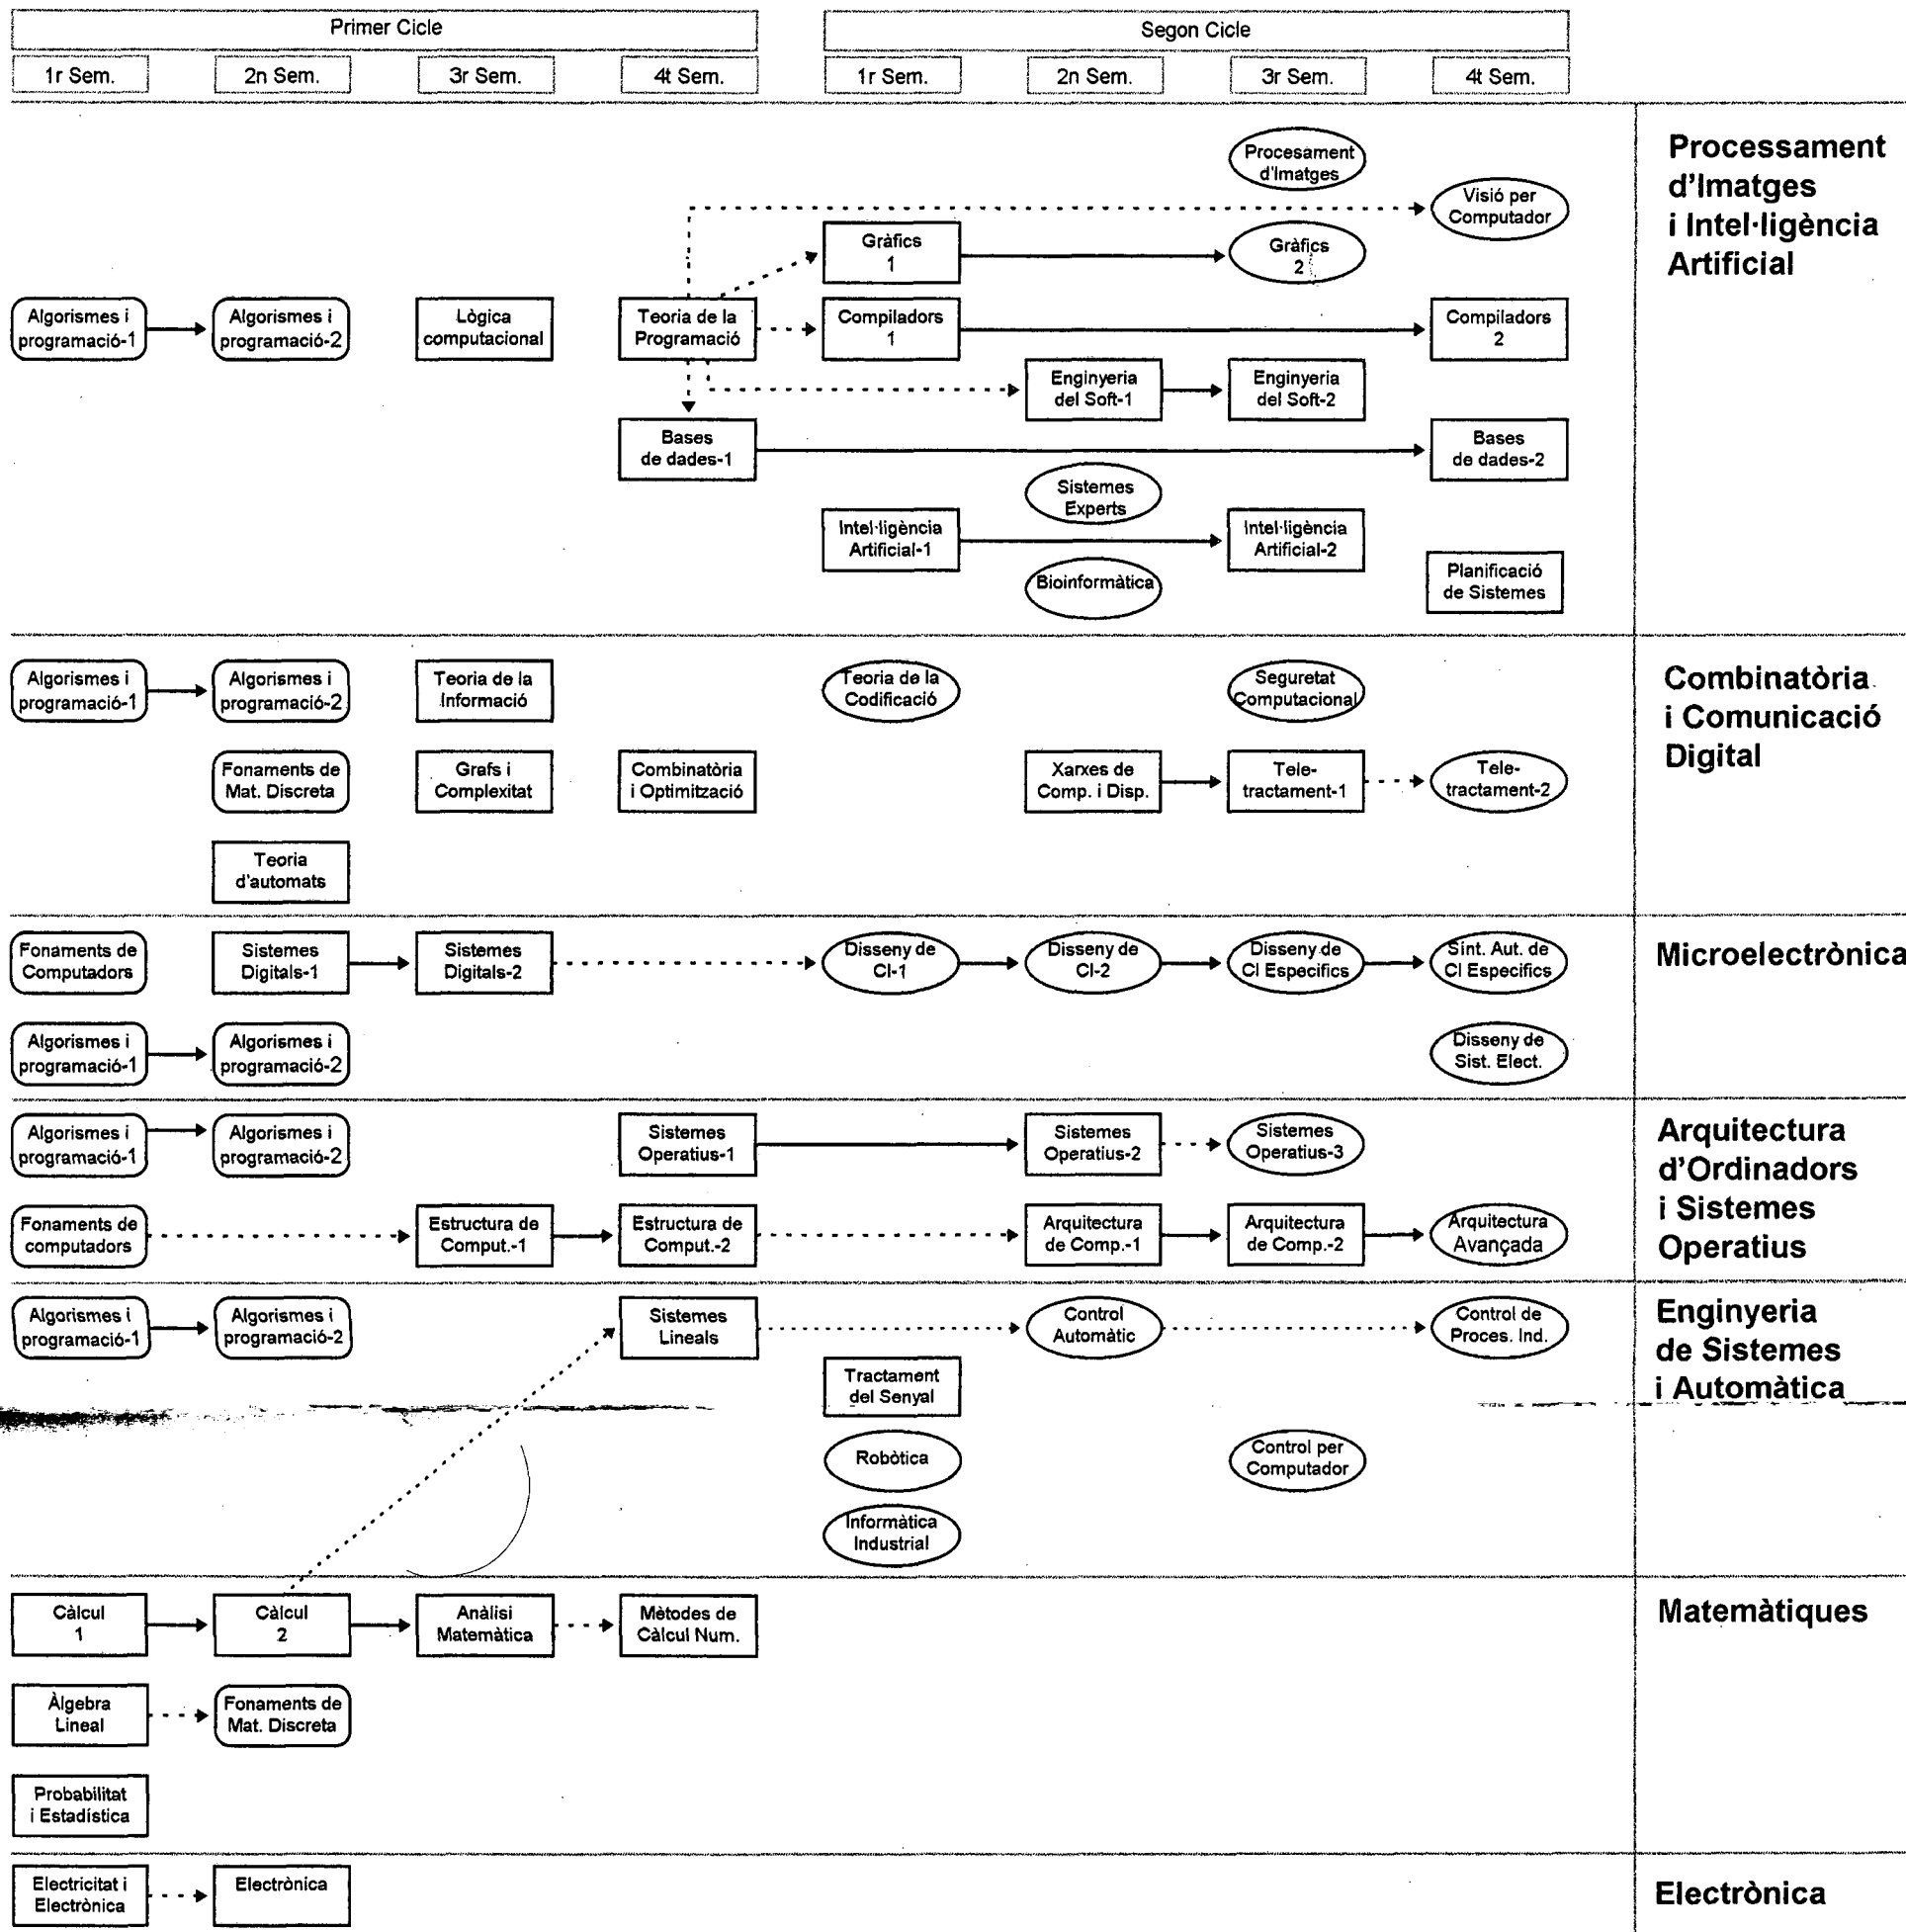 Primer Cicle
Segon Cicle
1r Sem.
2n Sem.
3r Sem.
4t Sem.
1r Sem.
2n Sem.
3r Sem.
4t Sem.
Processament
d'Imatges
i Intel·ligència
Artificial
Procesament
d'Imatges
Visió per
Computador
Gràfics
1
Gràfics
2
Algorismes i
programació-1
Algorismes i
programació-2
Lògica
computacional
Teoria de la
Programació
Compiladors
1
Compiladors
2
Enginyeria
del Soft-1
Enginyeria
del Soft-2
Bases
de dades-1
Bases
de dades-2
Sistemes
Experts
Intel·ligència
Artificial-1
Intel·ligència
Artificial-2
Bioinformàtica
Planificació
de Sistemes
Combinatòria
i Comunicació
Digital
Algorismes i
programació-1
Algorismes i
programació-2
Teoria de la
Informació
Teoria de la
Codificació
Seguretat
Computacional
Fonaments de
Mat. Discreta
Grafs i
Complexitat
Combinatòria
i Optimització
Xarxes de
Comp. i Disp.
Tele-
tractament-1
Tele-
tractament-2
Teoria
d'automats
Microelectrònica
Fonaments de
Computadors
Sistemes
Digitals-1
Sistemes
Digitals-2
Disseny de
CI-1
Disseny de
CI-2
Disseny de
CI Especifics
Sínt. Aut. de
CI Especifics
Algorismes i
programació-1
Algorismes i
programació-2
Disseny de
Sist. Elect.
Arquitectura
d'Ordinadors
i Sistemes
Operatius
Algorismes i
programació-1
Algorismes i
programació-2
Sistemes
Operatius-1
Sistemes
Operatius-2
Sistemes
Operatius-3
Fonaments de
computadors
Estructura de
Comput.-1
Estructura de
Comput.-2
Arquitectura
de Comp.-1
Arquitectura
de Comp.-2
Arquitectura
Avançada
Enginyeria
de Sistemes
i Automàtica
Algorismes i
programació-1
Algorismes i
programació-2
Sistemes
Lineals
Control
Automàtic
Control de
Proces. Ind.
Tractament
del Senyal
Robòtica
Control per
Computador
Informàtica
Industrial
Matemàtiques
Càlcul
1
Càlcul
2
Anàlisi
Matemàtica
Mètodes de
Càlcul Num.
Àlgebra
Lineal
Fonaments de
Mat. Discreta
Probabilitat
i Estadística
Electrònica
Electricitat i
Electrònica
Electrònica